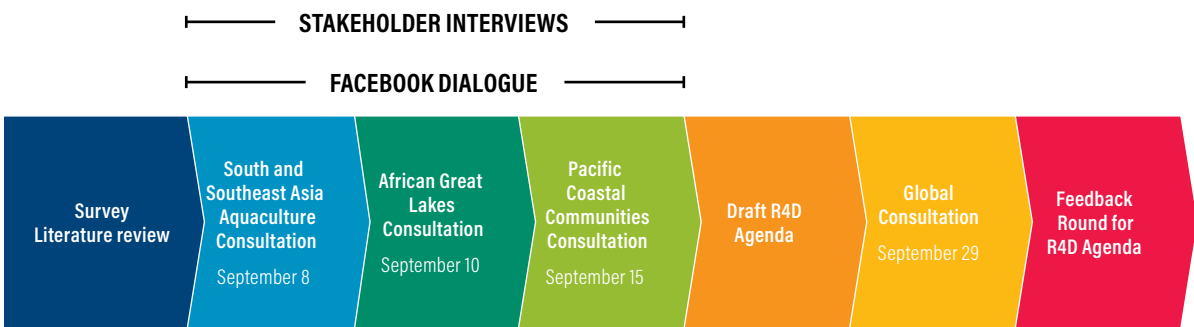 STAKEHOLDER INTERVIEWS
FACEBOOK DIALOGUE
Survey
Literature review
South and
Southeast Asia
Aquaculture
Consultation
September 8
African Great
Lakes
Consultation
September 10
Pacific
Coastal
Communities
Consultation
September 15
Draft R4D
Agenda
Global
Consultation
September 29
Feedback
Round for
R4D Agenda